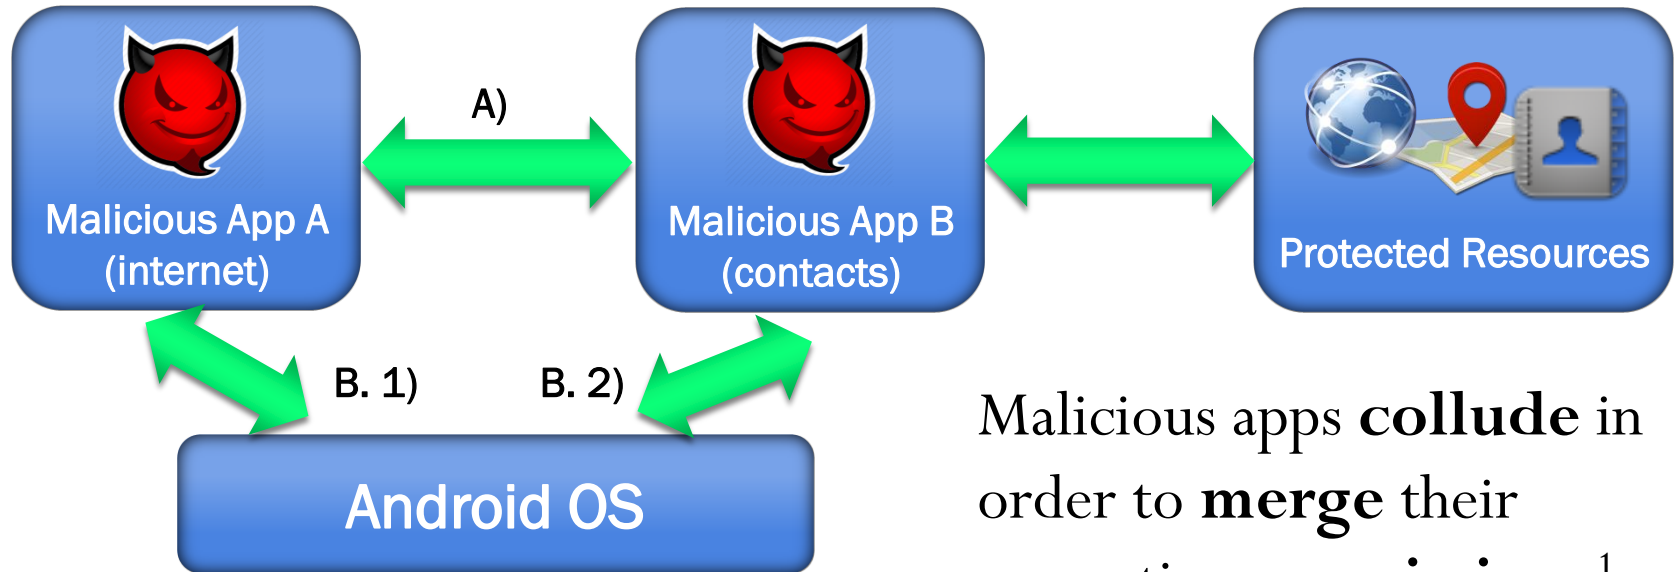 A)
Malicious App A
(internet)
Malicious App B
(contacts)
Protected Resources
B. 1)
B. 2)
Android OS
Malicious apps collude in
order to merge their